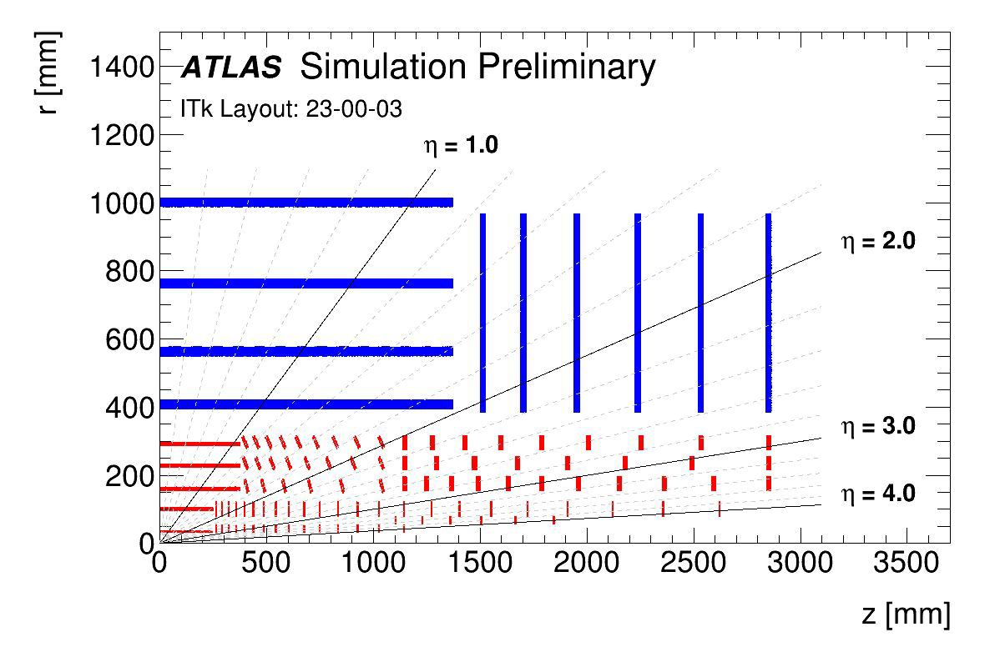 r [mm]
1400
ATLAS Simulation Preliminary
ITk Layout: 23-00-03
1200
η = 1.0
1000
η = 2.0
800
600
400
η = 3.0
200
η = 4.0
0
0 500 1000 1500 2000 2500 3000 3500
z [mm]